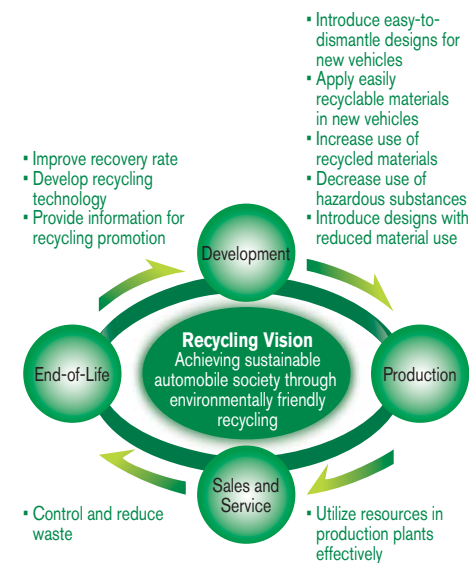 ▪ Introduce easy-to-
dismantle designs for
new vehicles
▪ Apply easily
recyclable materials
in new vehicles
▪ Increase use of
recycled materials
▪ Decrease use of
hazardous substances
▪ Introduce designs with
reduced material use
▪ Improve recovery rate
▪ Develop recycling
technology
▪ Provide information for
recycling promotion
Development
Recycling Vision
Achieving sustainable
automobile society through
environmentally friendly
recycling
End-of-Life
Production
Sales and
Service
▪ Control and reduce
waste
▪ Utilize resources in
production plants
effectively